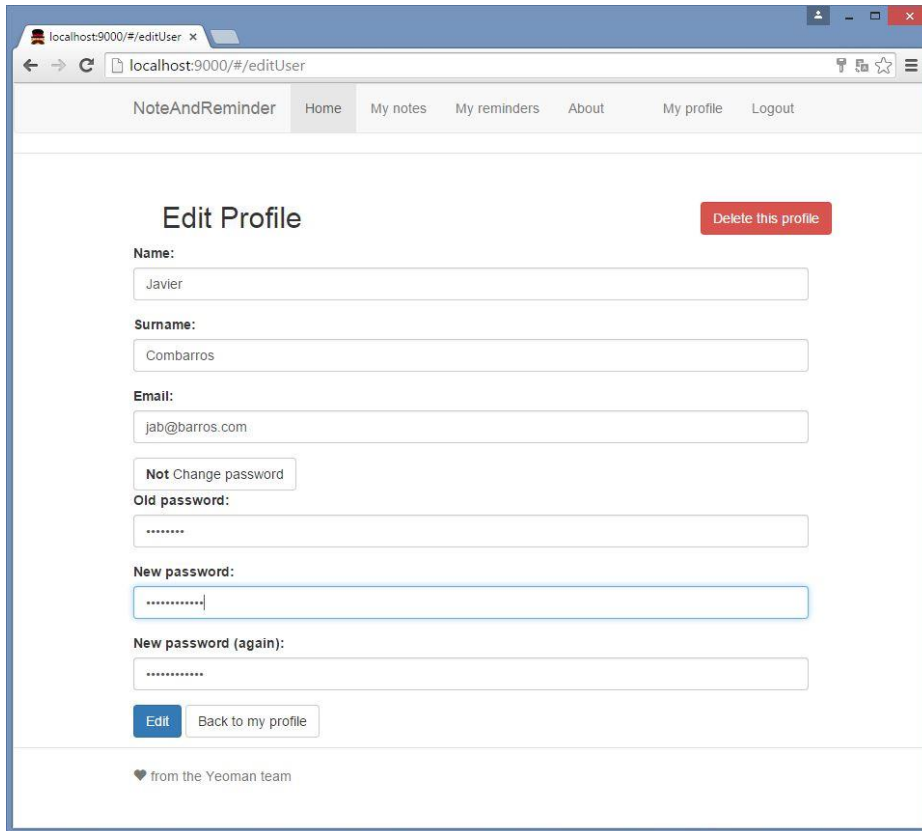 localhost:9000/#/editUser
localhost:9000/#/editUser
NoteAndReminder Home My notes My reminders About My profile Logout
Edit Profile Delete this profile
Name:
Javier
Surname:
Combarros
Email:
jab@barros.com
Not Change password
Old password:
••••••••
New password:
••••••••••••
New password (again):
••••••••••••
Edit Back to my profile
♥ from the Yeoman team